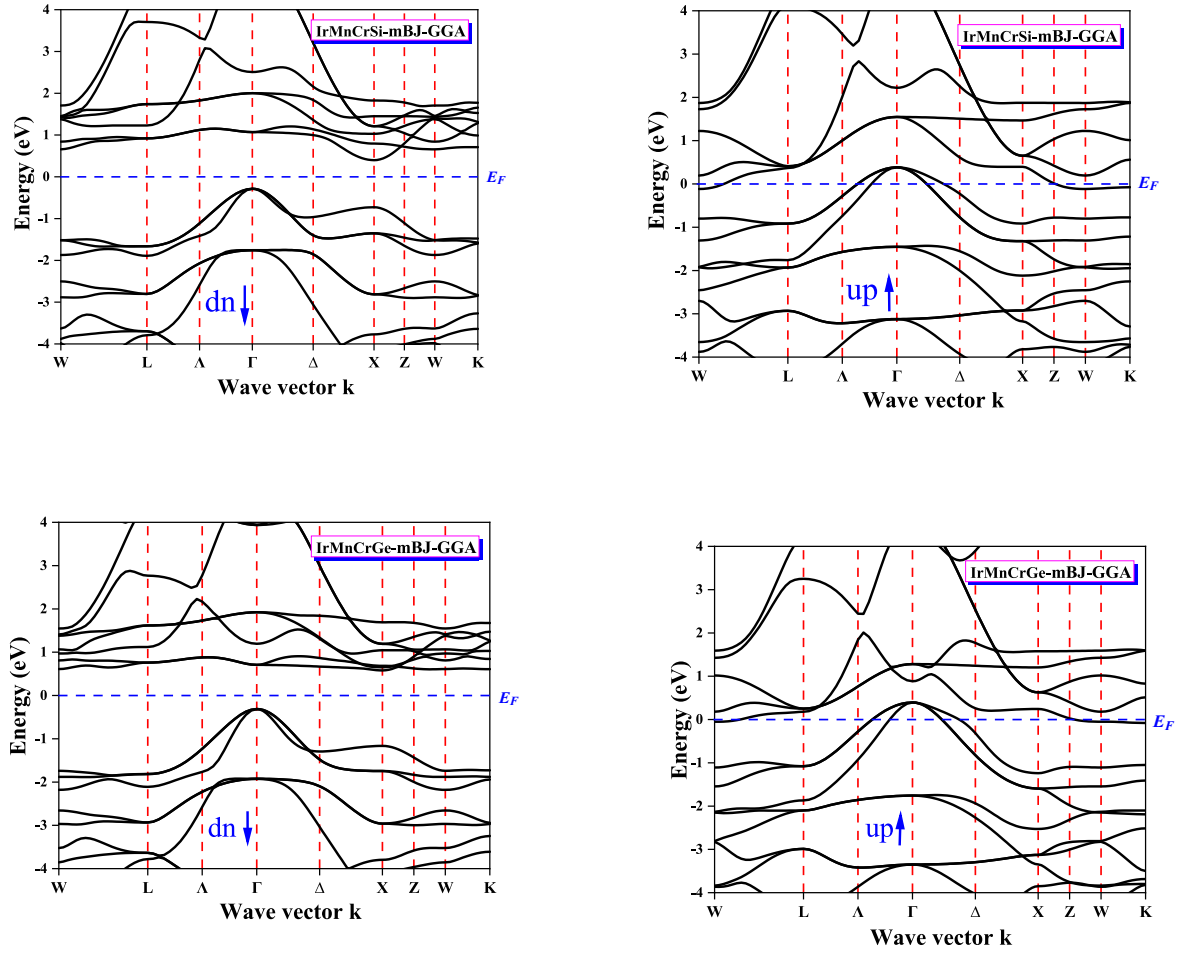 IrMnCrSi-mBJ-GGA
Energy (eV)
4
3
2
1
0
-1
-2
-3
-4
E_F
dn
W L Λ Γ Δ X Z W K
Wave vector k
IrMnCrSi-mBJ-GGA
Energy (eV)
4
3
2
1
0
-1
-2
-3
-4
E_F
up
W L Λ Γ Δ X Z W K
Wave vector k
IrMnCrGe-mBJ-GGA
Energy (eV)
4
3
2
1
0
-1
-2
-3
-4
E_F
dn
W L Λ Γ Δ X Z W K
Wave vector k
IrMnCrGe-mBJ-GGA
Energy (eV)
4
3
2
1
0
-1
-2
-3
-4
E_F
up
W L Λ Γ Δ X Z W K
Wave vector k